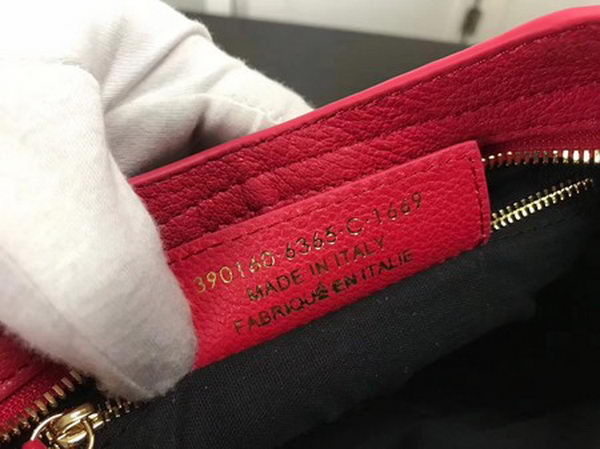 390160·6365·C·1669
MADE IN ITALY
FABRIQUÉ EN ITALIE